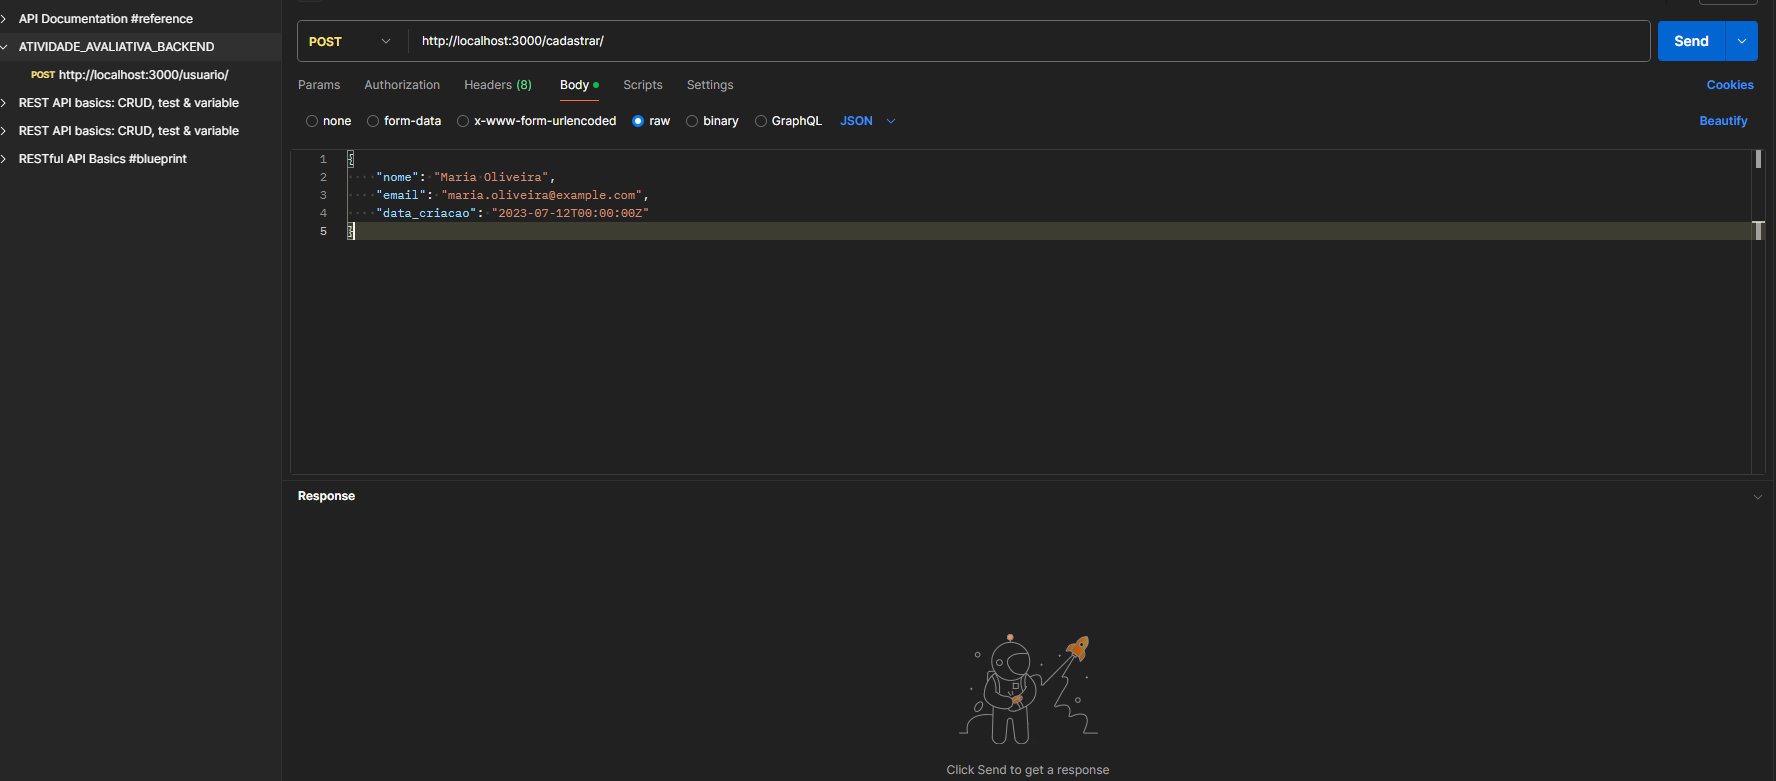 API Documentation #reference
ATIVIDADE_AVALIATIVA_BACKEND
POST http://localhost:3000/usuario/
REST API basics: CRUD, test & variable
REST API basics: CRUD, test & variable
RESTful API Basics #blueprint
POST http://localhost:3000/cadastrar/ Send
Params Authorization Headers (8) Body Scripts Settings Cookies
none form-data x-www-form-urlencoded raw binary GraphQL JSON Beautify
1 {
2 "nome": "Maria Oliveira",
3 "email": "maria.oliveira@example.com",
4 "data_criacao": "2023-07-12T00:00:00Z"
5 }
Response
Click Send to get a response